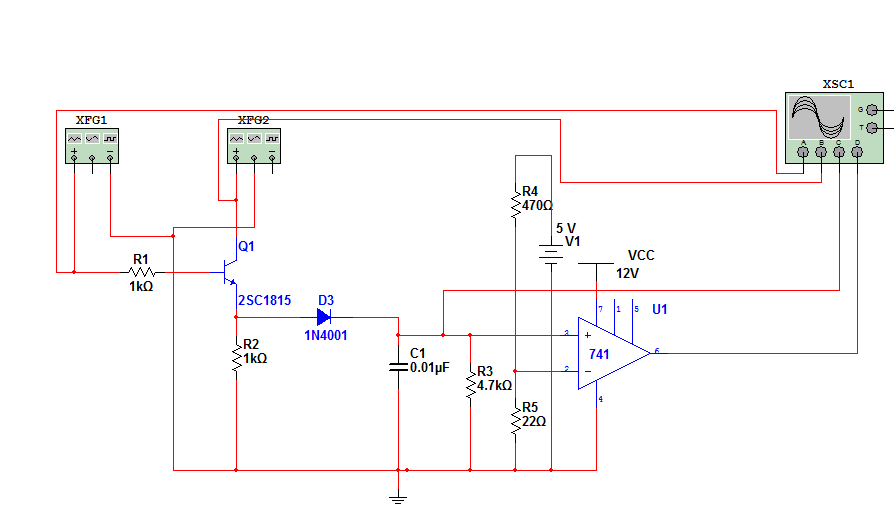 XSC1
G
T
A B C D
XFG1
XFG2
+ −
+ −
R4
470Ω
5 V
V1
VCC
12V
Q1
R1
1kΩ
2SC1815
D3
1N4001
7 1 5
U1
R2
1kΩ
C1
0.01µF
3
+
741
6
2
−
R3
4.7kΩ
4
R5
22Ω